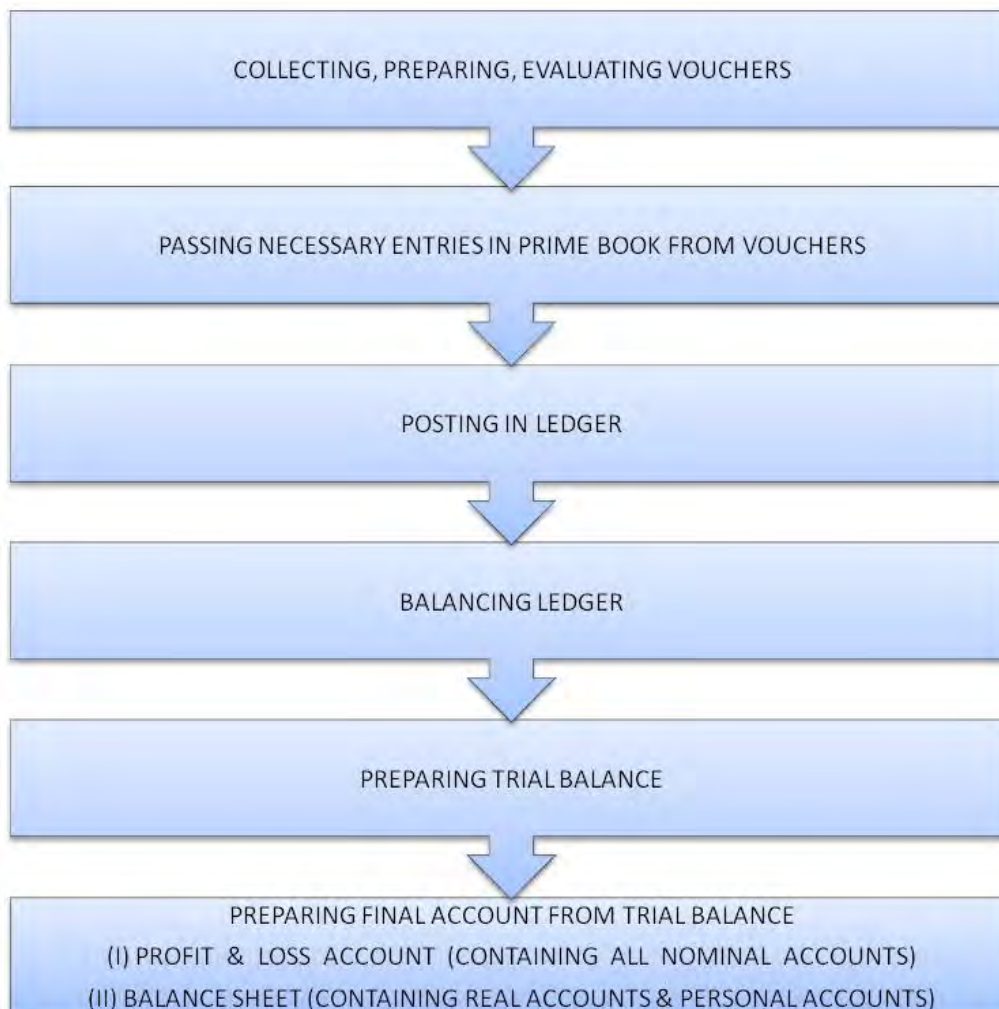 COLLECTING, PREPARING, EVALUATING VOUCHERS
PASSING NECESSARY ENTRIES IN PRIME BOOK FROM VOUCHERS
POSTING IN LEDGER
BALANCING LEDGER
PREPARING TRIAL BALANCE
PREPARING FINAL ACCOUNT FROM TRIAL BALANCE
(I) PROFIT & LOSS ACCOUNT (CONTAINING ALL NOMINAL ACCOUNTS)
(II) BALANCE SHEET (CONTAINING REAL ACCOUNTS & PERSONAL ACCOUNTS)